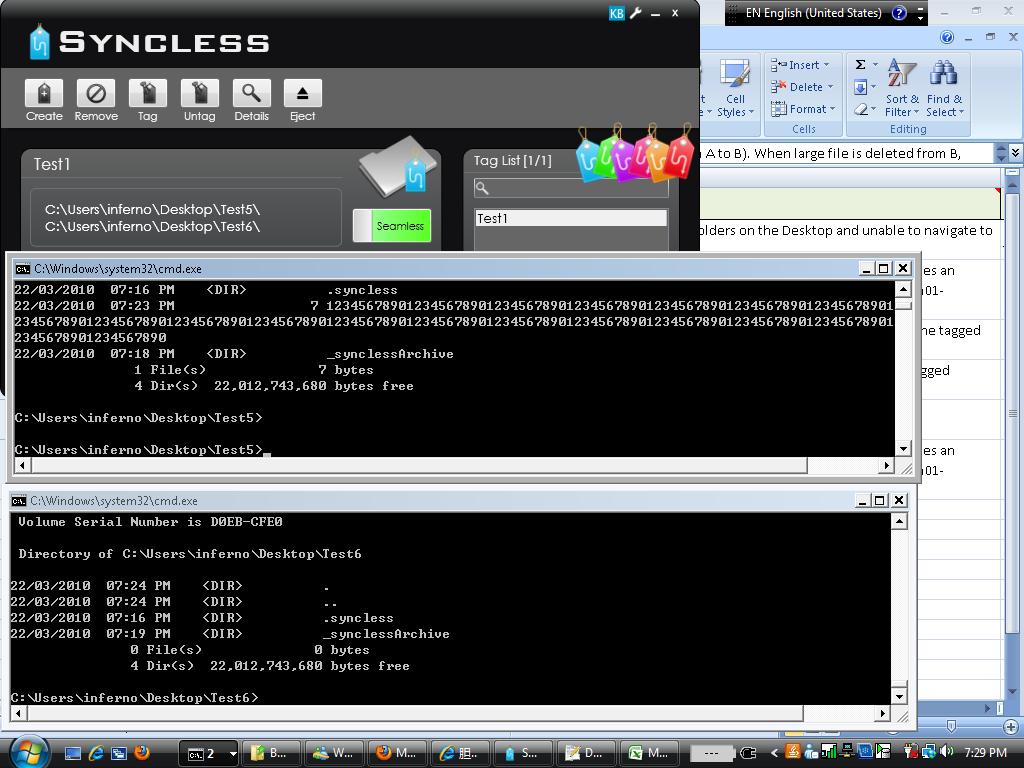 KB
EN English (United States)
SYNCLESS
Create Remove Tag Untag Details Eject
Insert
Delete
Format
Cells
Cell
Styles
Σ
Sort &
Filter
Find &
Select
Editing
A to B). When large file is deleted from B,
Test1
C:\Users\inferno\Desktop\Test5\
C:\Users\inferno\Desktop\Test6\
Seamless
Tag List [1/1]
Test1
olders on the Desktop and unable to navigate to
es an
01-
he tagged
gged
es an
01-
C:\Windows\system32\cmd.exe
22/03/2010 07:16 PM <DIR> .syncless
22/03/2010 07:23 PM 7 12345678901234567890123456789012345678901234567890123456789012345678901
23456789012345678901234567890123456789012345678901234567890123456789012345678901234567890123456789012345678901
2345678901234567890
22/03/2010 07:18 PM <DIR> _synclessArchive
1 File(s) 7 bytes
4 Dir(s) 22,012,743,680 bytes free
C:\Users\inferno\Desktop\Test5>
C:\Users\inferno\Desktop\Test5>_
C:\Windows\system32\cmd.exe
Volume Serial Number is D0EB-CFE0
Directory of C:\Users\inferno\Desktop\Test6
22/03/2010 07:24 PM <DIR> .
22/03/2010 07:24 PM <DIR> ..
22/03/2010 07:16 PM <DIR> .syncless
22/03/2010 07:19 PM <DIR> _synclessArchive
0 File(s) 0 bytes
4 Dir(s) 22,012,743,680 bytes free
C:\Users\inferno\Desktop\Test6>
2 B... W... M... S... D... M... --- 7:29 PM